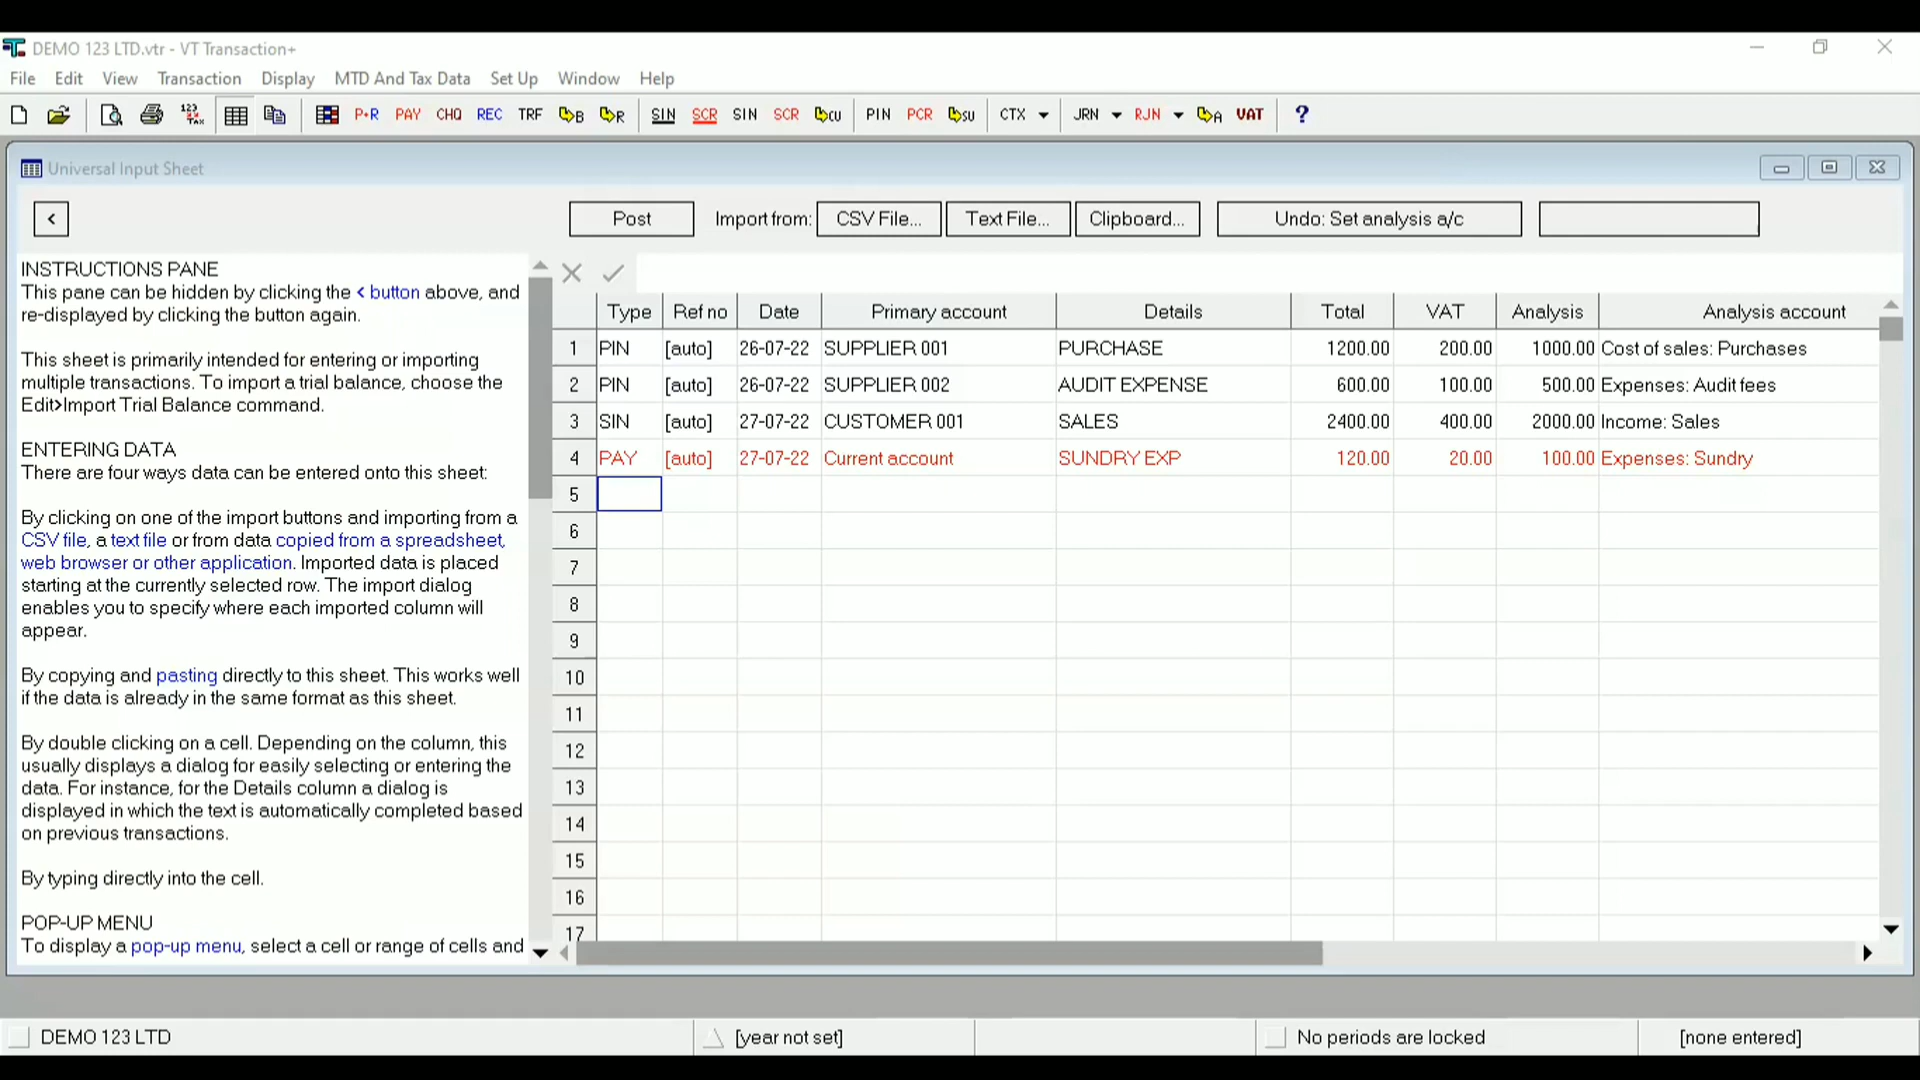 DEMO 123 LTD.vtr - VT Transaction+
File Edit View Transaction Display MTD And Tax Data Set Up Window Help
123 TAX P+R PAY CHQ REC TRF B R SIN SCR SIN SCR CU PIN PCR SU CTX JRN RJN A VAT ?
Universal Input Sheet
< Post Import from: CSV File... Text File... Clipboard... Undo: Set analysis a/c
INSTRUCTIONS PANE
This pane can be hidden by clicking the < button above, and
re-displayed by clicking the button again.
This sheet is primarily intended for entering or importing
multiple transactions. To import a trial balance, choose the
Edit>Import Trial Balance command.
ENTERING DATA
There are four ways data can be entered onto this sheet:
By clicking on one of the import buttons and importing from a
CSV file, a text file or from data copied from a spreadsheet,
web browser or other application. Imported data is placed
starting at the currently selected row. The import dialog
enables you to specify where each imported column will
appear.
By copying and pasting directly to this sheet. This works well
if the data is already in the same format as this sheet.
By double clicking on a cell. Depending on the column, this
usually displays a dialog for easily selecting or entering the
data. For instance, for the Details column a dialog is
displayed in which the text is automatically completed based
on previous transactions.
By typing directly into the cell.
POP-UP MENU
To display a pop-up menu, select a cell or range of cells and
Type Ref no Date Primary account Details Total VAT Analysis Analysis account
1 PIN [auto] 26-07-22 SUPPLIER 001 PURCHASE 1200.00 200.00 1000.00 Cost of sales: Purchases
2 PIN [auto] 26-07-22 SUPPLIER 002 AUDIT EXPENSE 600.00 100.00 500.00 Expenses: Audit fees
3 SIN [auto] 27-07-22 CUSTOMER 001 SALES 2400.00 400.00 2000.00 Income: Sales
4 PAY [auto] 27-07-22 Current account SUNDRY EXP 120.00 20.00 100.00 Expenses: Sundry
5
6
7
8
9
10
11
12
13
14
15
16
17
DEMO 123 LTD [year not set] No periods are locked [none entered]